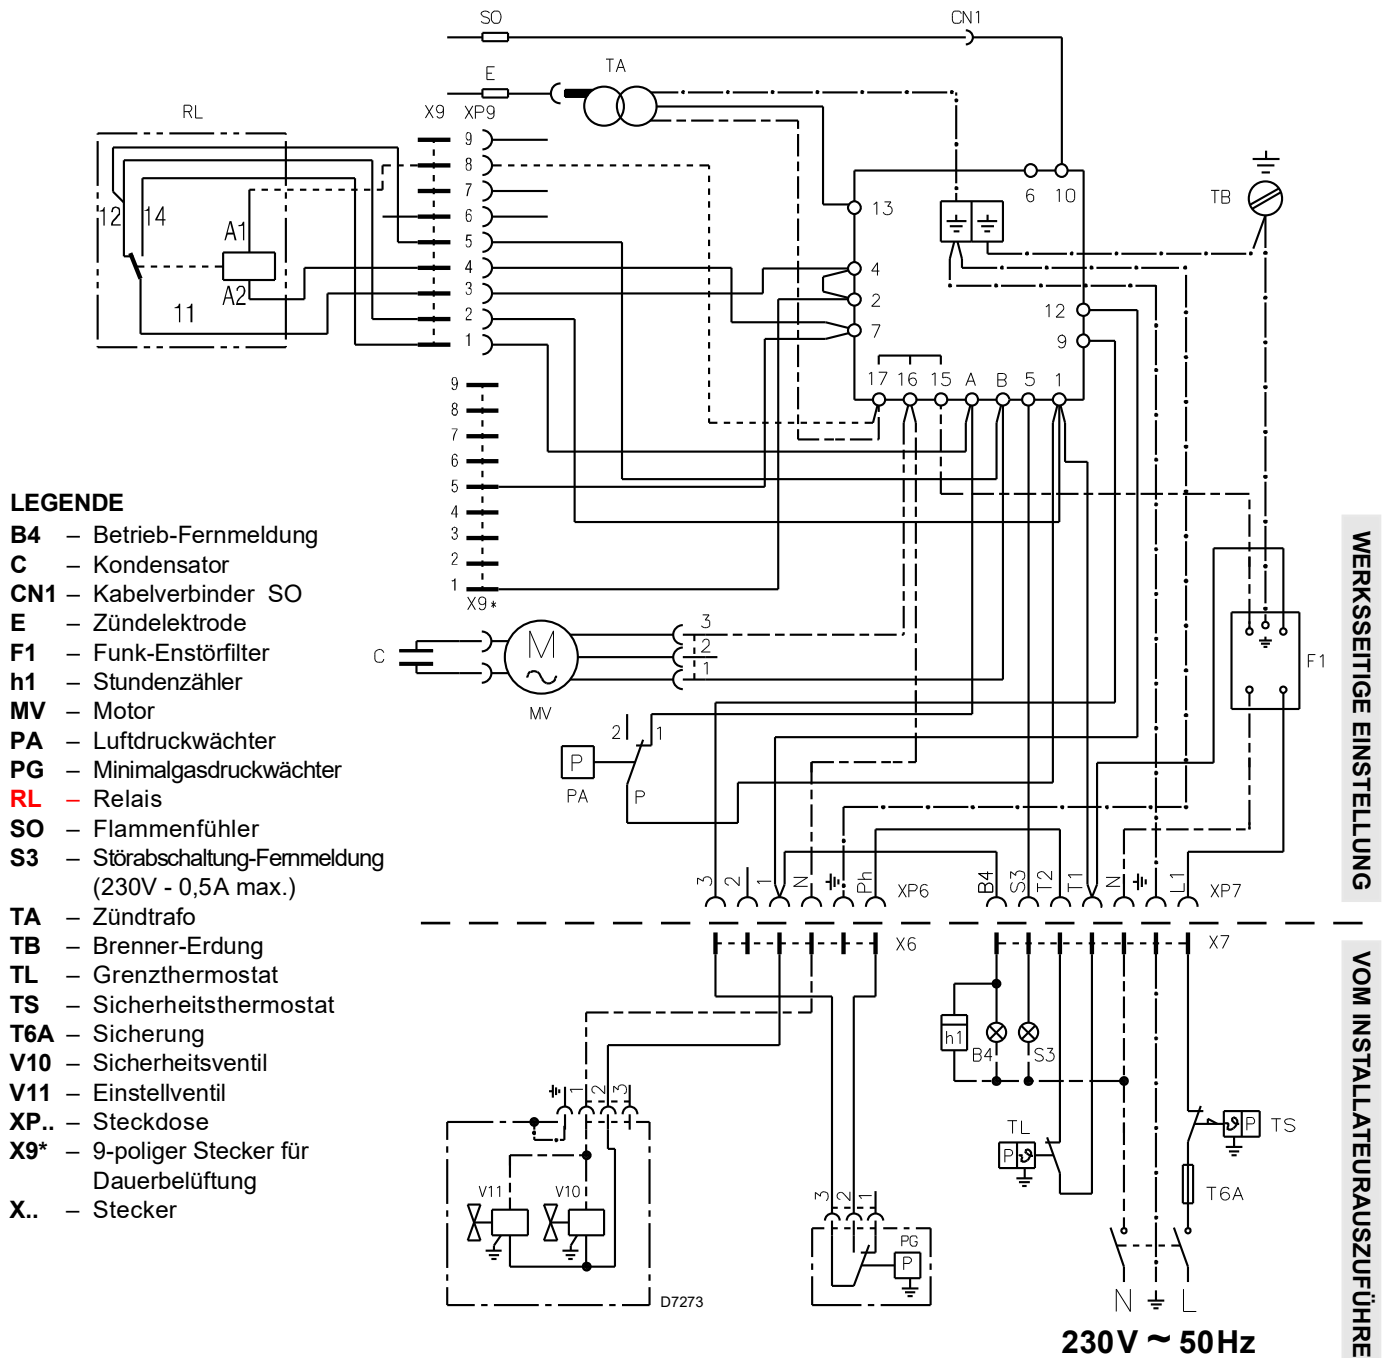 SO
CN1
E
TA
RL
X9 XP9
9
8
7
6
5
4
3
2
1
12
14
A1
A2
11
6 10
13
4
2
7
12
9
17 16 15 A B 5 1
TB
9
8
7
6
5
4
3
2
1
X9*
LEGENDE
B4 – Betrieb-Fernmeldung
C – Kondensator
CN1 – Kabelverbinder SO
E – Zündelektrode
F1 – Funk-Enstörfilter
h1 – Stundenzähler
MV – Motor
PA – Luftdruckwächter
PG – Minimalgasdruckwächter
RL – Relais
SO – Flammenfühler
S3 – Störabschaltung-Fernmeldung
(230V - 0,5A max.)
TA – Zündtrafo
TB – Brenner-Erdung
TL – Grenzthermostat
TS – Sicherheitsthermostat
T6A – Sicherung
V10 – Sicherheitsventil
V11 – Einstellventil
XP.. – Steckdose
X9* – 9-poliger Stecker für
Dauerbelüftung
X.. – Stecker
C
M
MV
3
2
1
F1
2 1
P
PA
P
3 2 1 N Ph XP6
B4 S3 T2 T1 N L1 XP7
X6
X7
WERKSSEITIGE EINSTELLUNG
VOM INSTALLATEURAUSZUFÜHRE
h1
B4
S3
1 2 3
V11
V10
D7273
3 2 1
PG
P
TL
P ϑ
ϑ P
TS
T6A
N L
230V ~ 50Hz